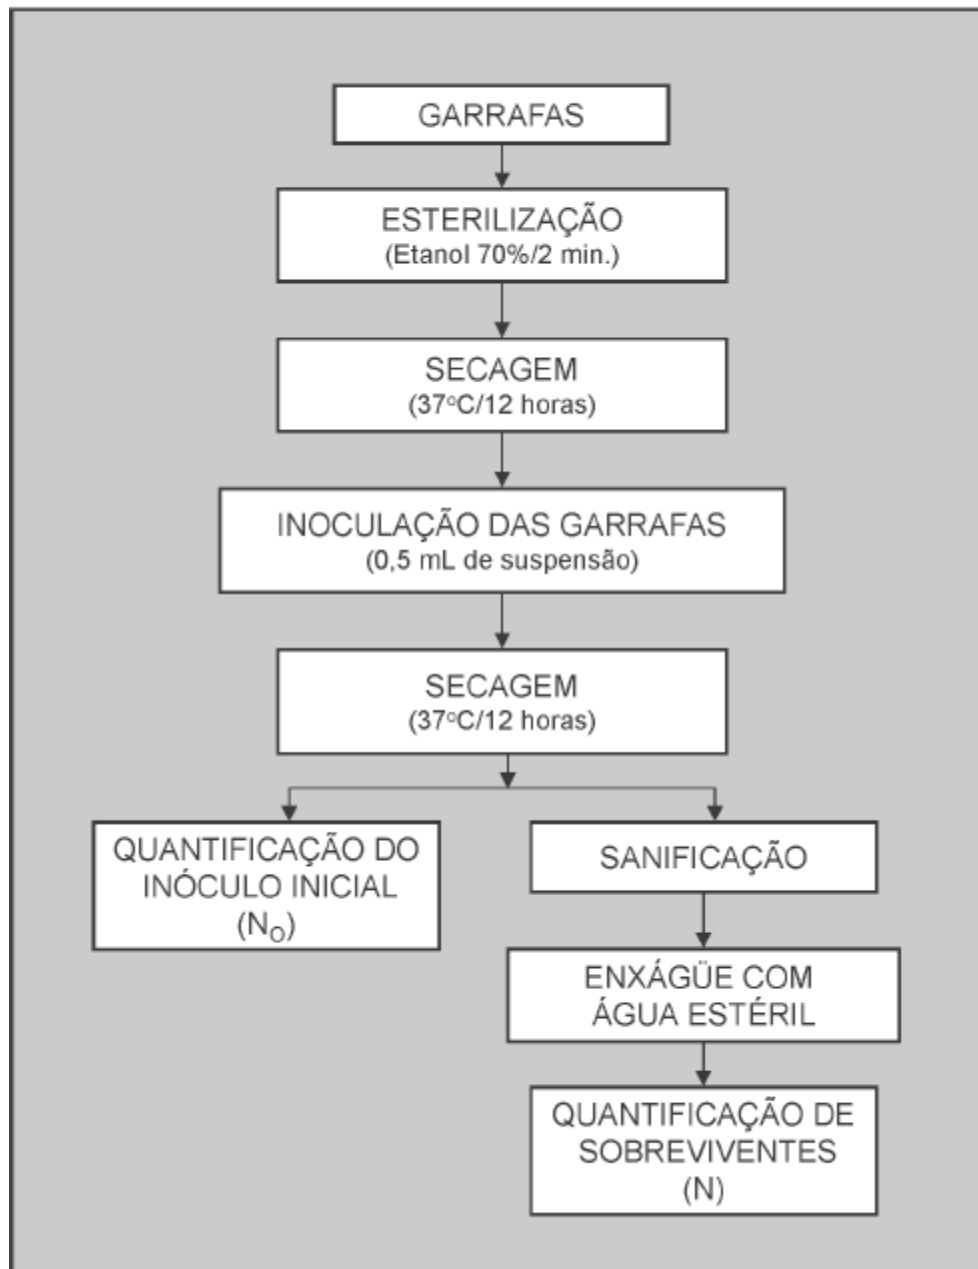 GARRAFAS
ESTERILIZAÇÃO
(Etanol 70%/2 min.)
SECAGEM
(37ºC/12 horas)
INOCULAÇÃO DAS GARRAFAS
(0,5 mL de suspensão)
SECAGEM
(37ºC/12 horas)
QUANTIFICAÇÃO DO
INÓCULO INICIAL
(N₀)
SANIFICAÇÃO
ENXÁGÜE COM
ÁGUA ESTÉRIL
QUANTIFICAÇÃO DE
SOBREVIVENTES
(N)